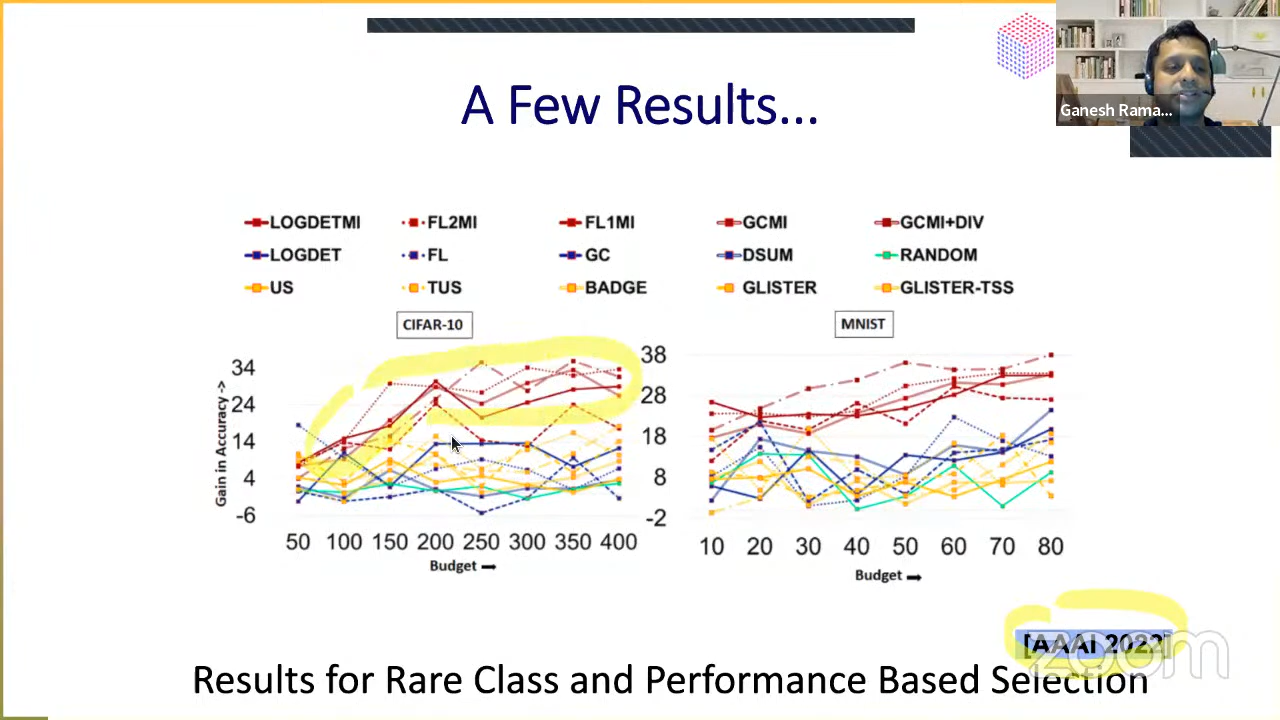 A Few Results...
Ganesh Rama...
LOGDETMI FL2MI FL1MI GCMI GCMI+DIV
LOGDET FL GC DSUM RANDOM
US TUS BADGE GLISTER GLISTER-TSS
CIFAR-10
MNIST
Gain in Accuracy ->
34
24
14
4
-6
50 100 150 200 250 300 350 400
Budget
38
28
18
8
-2
10 20 30 40 50 60 70 80
Budget
[AAAI 2022]
zoom
Results for Rare Class and Performance Based Selection